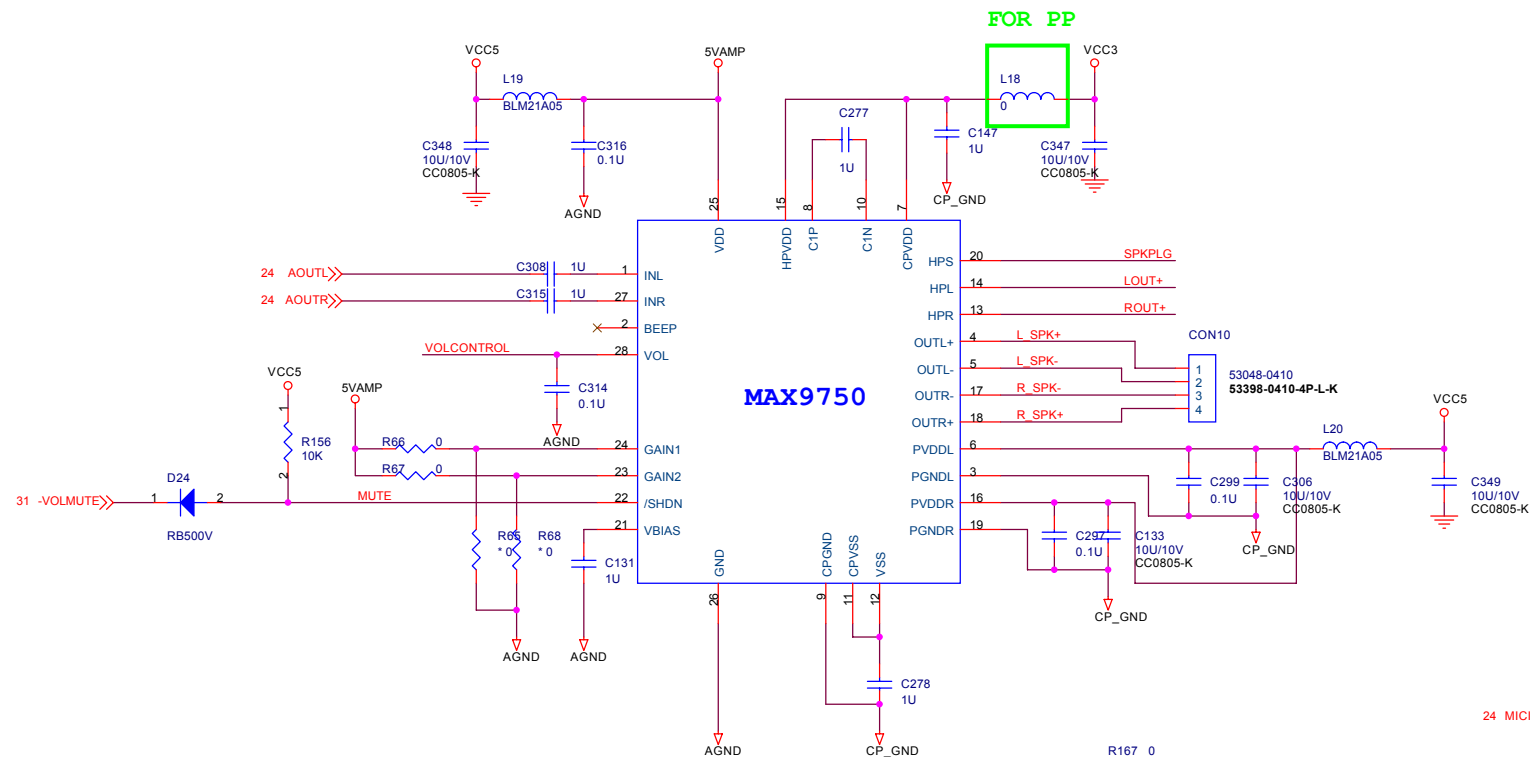 FOR PP
VCC5
5VAMP
VCC3
L19
BLM21A05
L18
0
C348
10U/10V
CC0805-K
C316
0.1U
C277
1U
C147
1U
C347
10U/10V
CC0805-K
AGND
CP_GND
25
15
8
10
7
VDD
HPVDD
C1P
C1N
CPVDD
24 AOUTL
C308 1U
1 INL
24 AOUTR
C315 1U
27 INR
2 BEEP
VOLCONTROL
28 VOL
C314
0.1U
AGND
MAX9750
HPS 20 SPKPLG
HPL 14 LOUT+
HPR 13 ROUT+
OUTL+ 4 L_SPK+
OUTL- 5 L_SPK-
OUTR- 17 R_SPK-
OUTR+ 18 R_SPK+
CON10
1
2
3
4
53048-0410
53398-0410-4P-L-K
VCC5
1
R156
10K
2
5VAMP
R66 0
24 GAIN1
R67 0
23 GAIN2
31 -VOLMUTE
1
D24
2
RB500V
MUTE
22 /SHDN
21 VBIAS
R65
* 0
R68
* 0
C131
1U
AGND
AGND
PVDDL 6
PGNDL 3
PVDDR 16
PGNDR 19
L20
BLM21A05
VCC5
C299
0.1U
C306
10U/10V
CC0805-K
C349
10U/10V
CC0805-K
CP_GND
C297
0.1U
C133
10U/10V
CC0805-K
CP_GND
GND
CPGND
CPVSS
VSS
26
9
11
12
C278
1U
AGND
CP_GND
R167 0
24 MICI